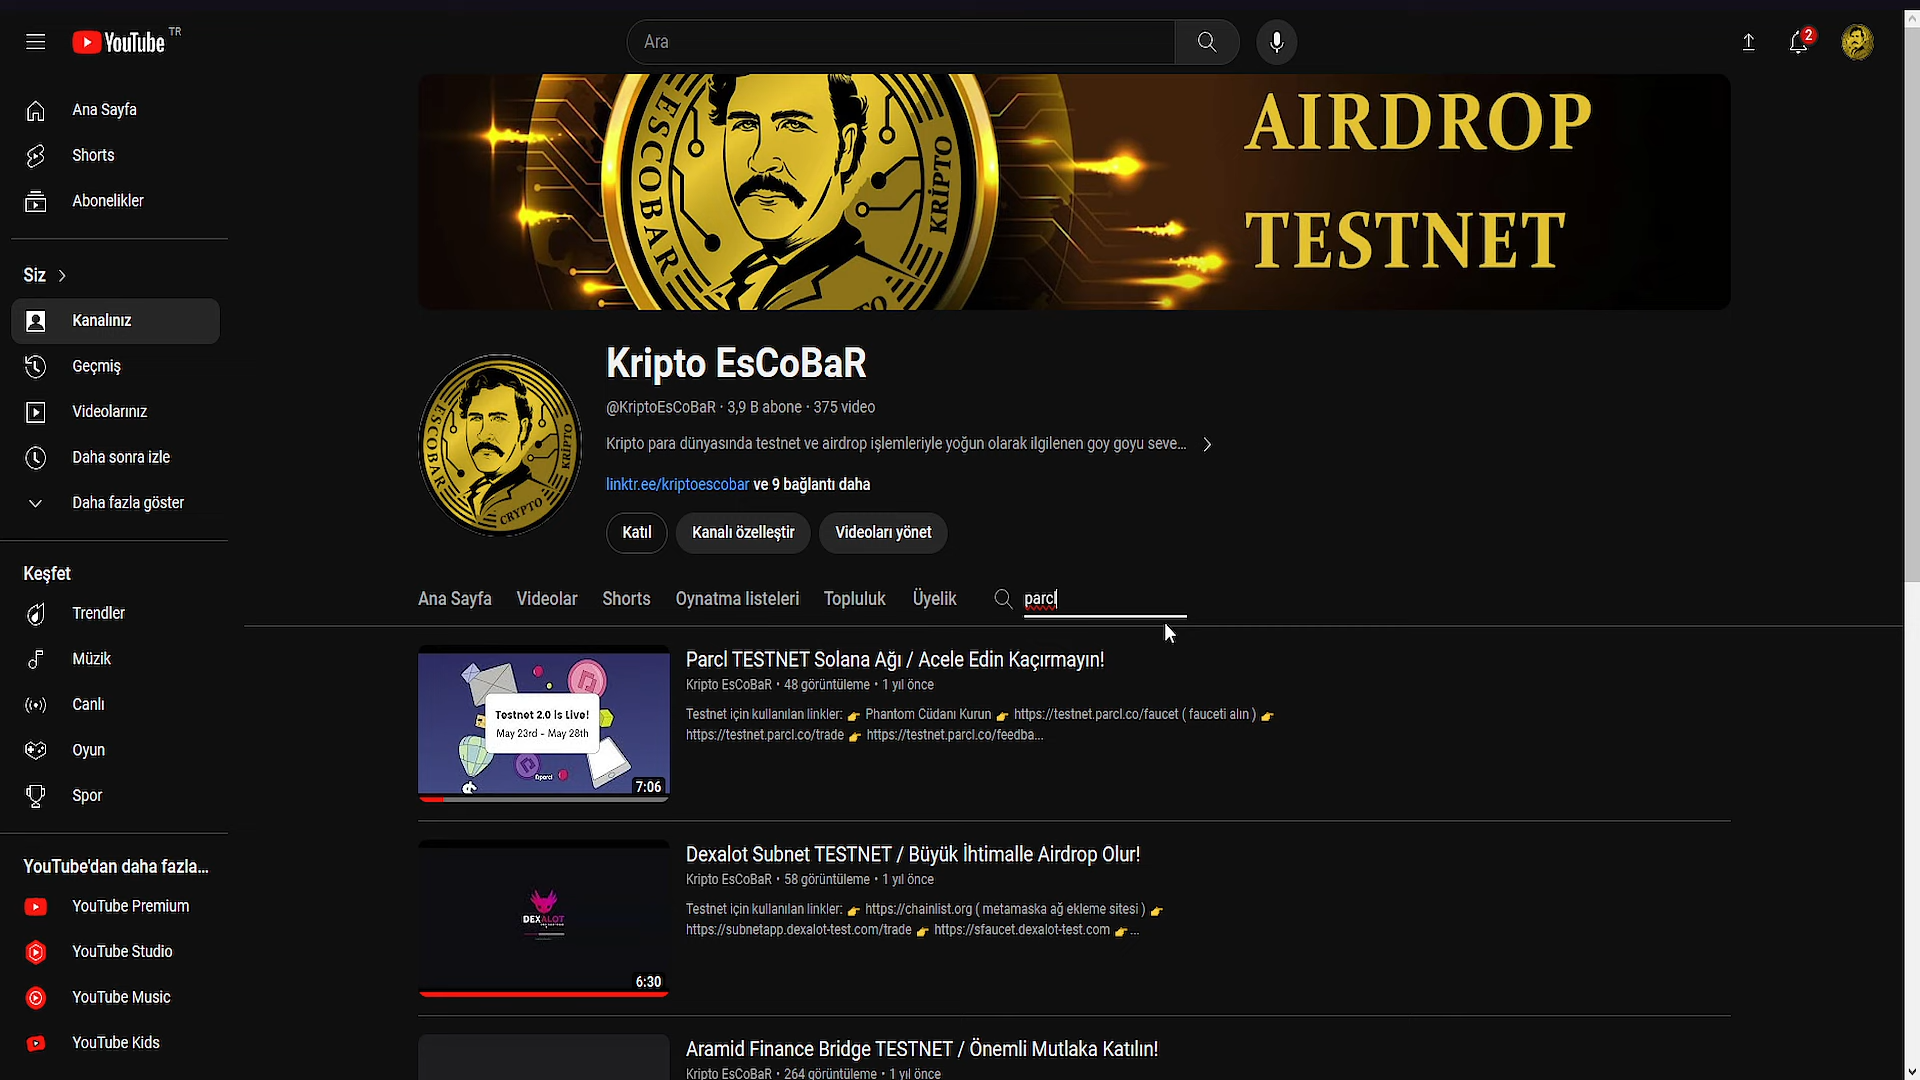 YouTube TR
Ara
2
Ana Sayfa
Shorts
Abonelikler
Siz
Kanalınız
Geçmiş
Videolarınız
Daha sonra izle
Daha fazla göster
Keşfet
Trendler
Müzik
Canlı
Oyun
Spor
YouTube'dan daha fazla...
YouTube Premium
YouTube Studio
YouTube Music
YouTube Kids
ESCOBAR
KRİPTO
AIRDROP
TESTNET
ESCOBAR
KRİPTO
CRYPTO
Kripto EsCoBaR
@KriptoEsCoBaR · 3,9 B abone · 375 video
Kripto para dünyasında testnet ve airdrop işlemleriyle yoğun olarak ilgilenen goy goyu seve...
linktr.ee/kriptoescobar ve 9 bağlantı daha
Katıl
Kanalı özelleştir
Videoları yönet
Ana Sayfa Videolar Shorts Oynatma listeleri Topluluk Üyelik parcl
Testnet 2.0 is Live!
May 23rd - May 28th
parcl
7:06
Parcl TESTNET Solana Ağı / Acele Edin Kaçırmayın!
Kripto EsCoBaR • 48 görüntüleme • 1 yıl önce
Testnet için kullanılan linkler: 👉 Phantom Cüdanı Kurun 👉 https://testnet.parcl.co/faucet ( fauceti alın ) 👉
https://testnet.parcl.co/trade 👉 https://testnet.parcl.co/feedba...
DEXALOT
6:30
Dexalot Subnet TESTNET / Büyük İhtimalle Airdrop Olur!
Kripto EsCoBaR • 58 görüntüleme • 1 yıl önce
Testnet için kullanılan linkler: 👉 https://chainlist.org ( metamaska ağ ekleme sitesi ) 👉
https://subnetapp.dexalot-test.com/trade 👉 https://sfaucet.dexalot-test.com 👉 ...
Aramid Finance Bridge TESTNET / Önemli Mutlaka Katılın!
Kripto EsCoBaR • 264 görüntüleme • 1 yıl önce